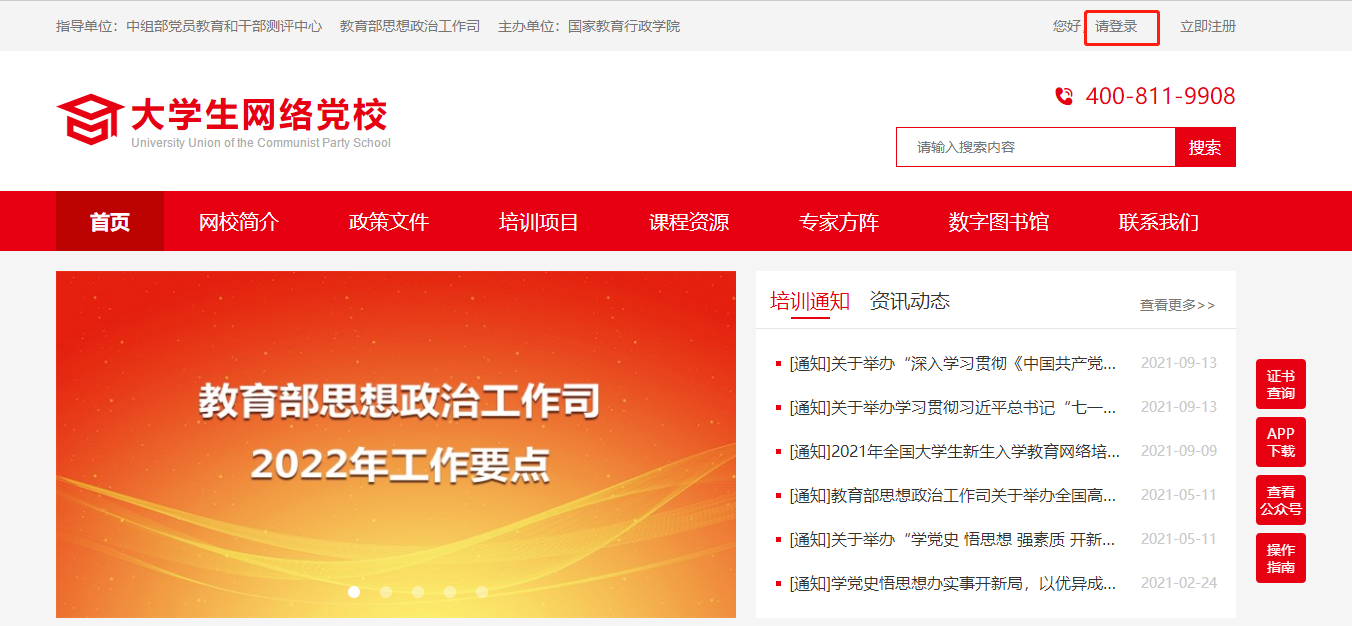 指导单位：中组部党员教育和干部测评中心 教育部思想政治工作司 主办单位：国家教育行政学院
您好 请登录 立即注册
大学生网络党校
University Union of the Communist Party School
400-811-9908
请输入搜索内容 搜索
首页 网校简介 政策文件 培训项目 课程资源 专家方阵 数字图书馆 联系我们
教育部思想政治工作司
2022年工作要点
培训通知 资讯动态 查看更多>>
[通知]关于举办“深入学习贯彻《中国共产党... 2021-09-13
[通知]关于举办学习贯彻习近平总书记“七一... 2021-09-13
[通知]2021年全国大学生新生入学教育网络培... 2021-09-09
[通知]教育部思想政治工作司关于举办全国高... 2021-05-11
[通知]关于举办“学党史 悟思想 强素质 开新... 2021-05-11
[通知]学党史悟思想办实事开新局，以优异成... 2021-02-24
证书
查询
APP
下载
查看
公众号
操作
指南